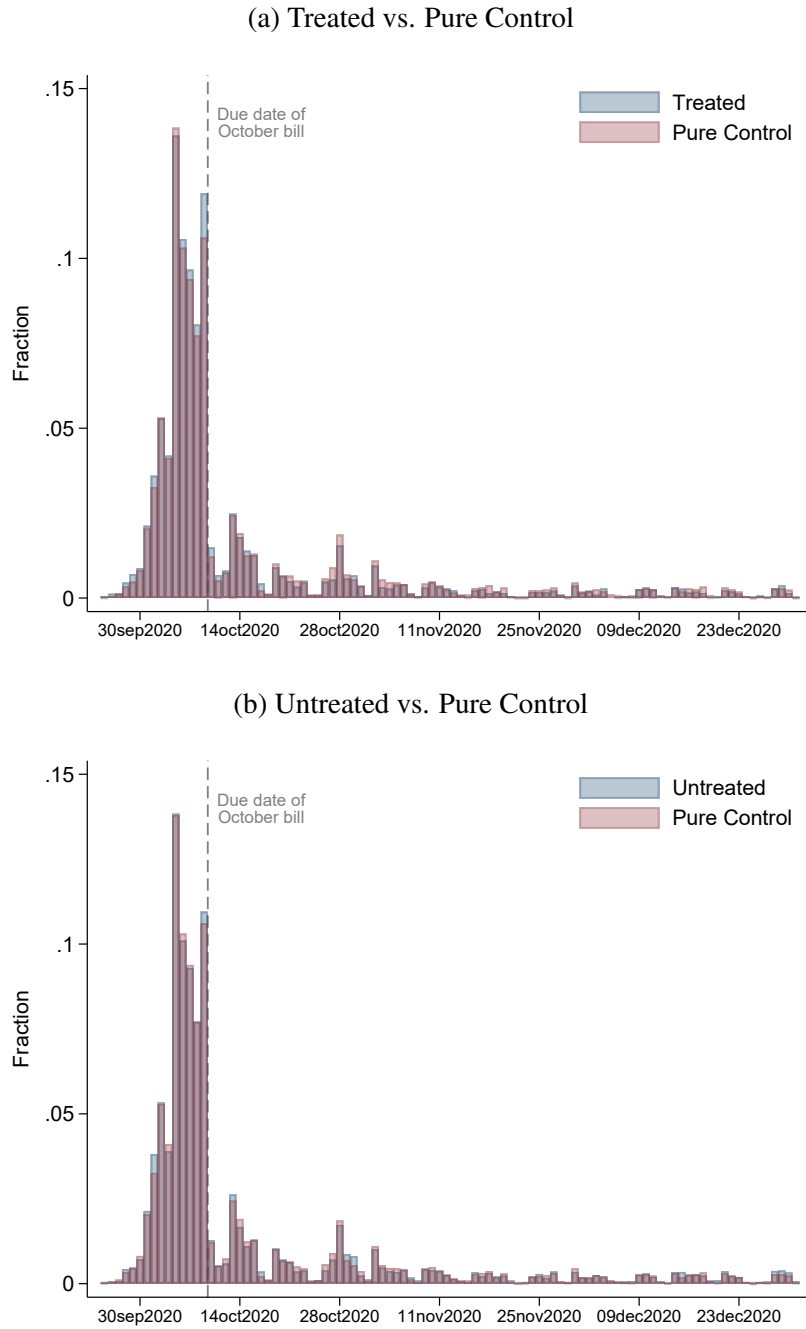 (a) Treated vs. Pure Control
.15
Due date of
October bill
Treated
Pure Control
.1
Fraction
.05
0
30sep2020 14oct2020 28oct2020 11nov2020 25nov2020 09dec2020 23dec2020
(b) Untreated vs. Pure Control
.15
Due date of
October bill
Untreated
Pure Control
.1
Fraction
.05
0
30sep2020 14oct2020 28oct2020 11nov2020 25nov2020 09dec2020 23dec2020